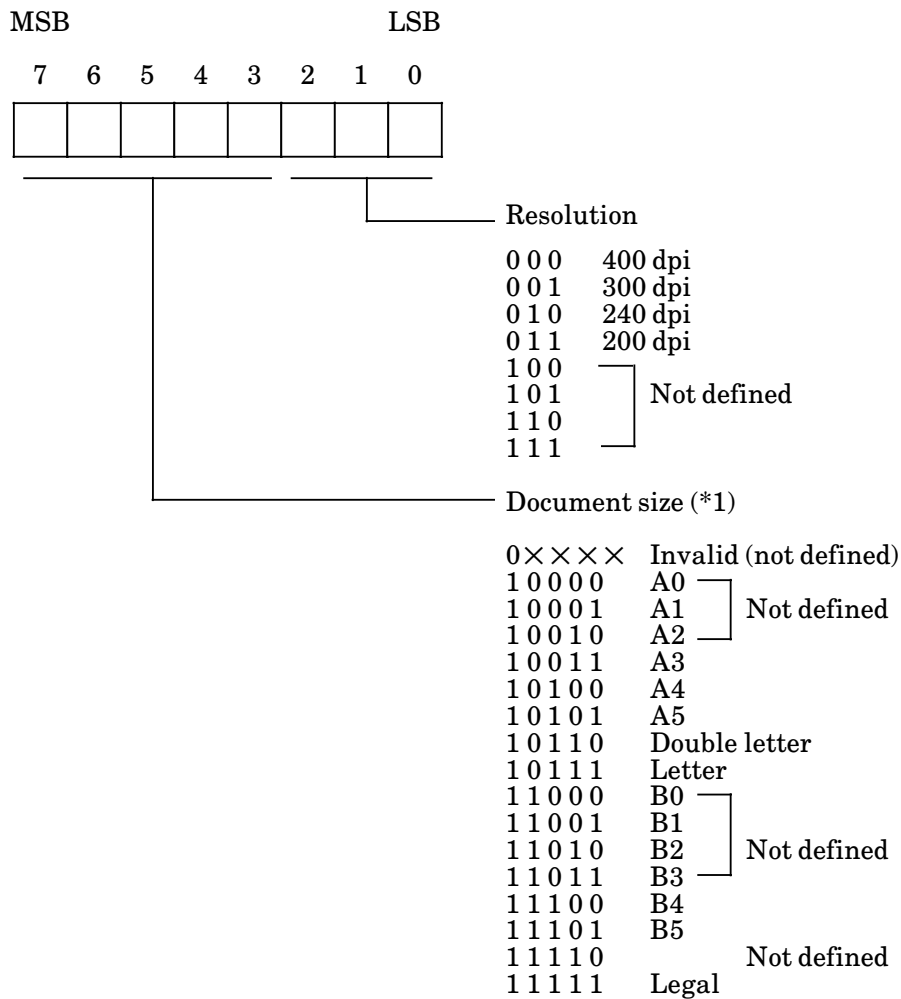 MSB LSB
7 6 5 4 3 2 1 0
Resolution
0 0 0 400 dpi
0 0 1 300 dpi
0 1 0 240 dpi
0 1 1 200 dpi
1 0 0
1 0 1 Not defined
1 1 0
1 1 1
Document size (*1)
0 × × × × Invalid (not defined)
1 0 0 0 0 A0
1 0 0 0 1 A1 Not defined
1 0 0 1 0 A2
1 0 0 1 1 A3
1 0 1 0 0 A4
1 0 1 0 1 A5
1 0 1 1 0 Double letter
1 0 1 1 1 Letter
1 1 0 0 0 B0
1 1 0 0 1 B1
1 1 0 1 0 B2 Not defined
1 1 0 1 1 B3
1 1 1 0 0 B4
1 1 1 0 1 B5
1 1 1 1 0 Not defined
1 1 1 1 1 Legal